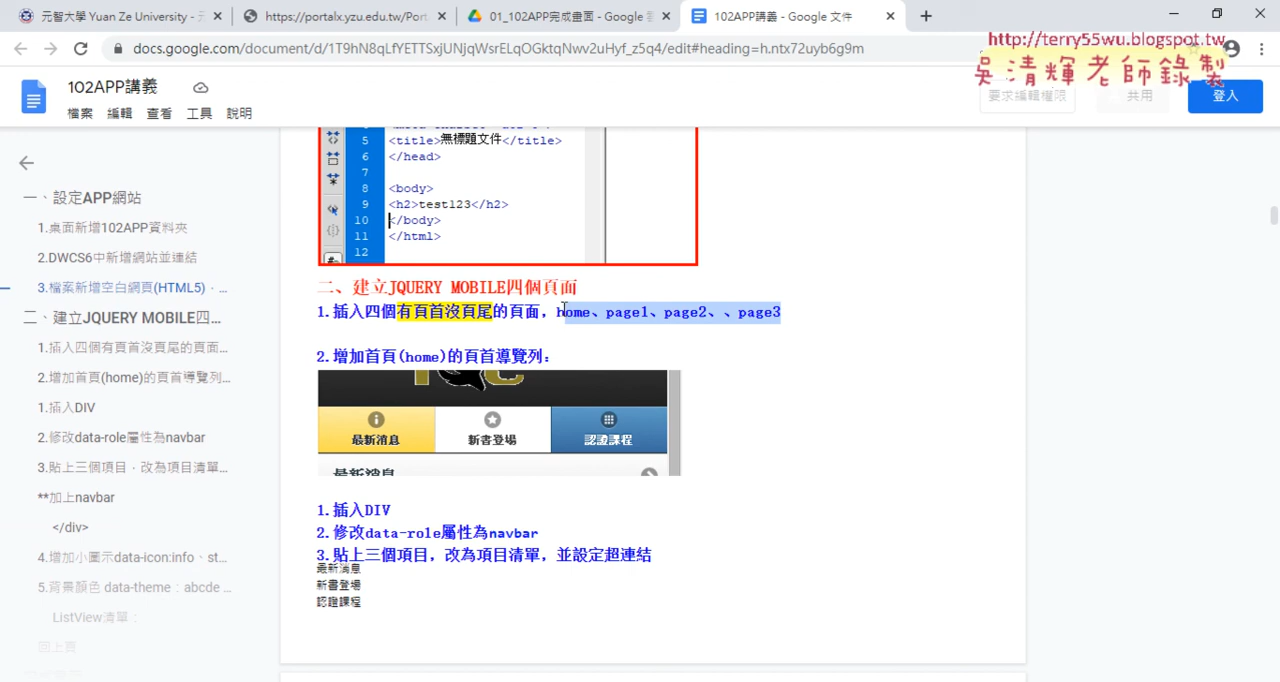 元智大學 Yuan Ze University - 元
https://portalx.yzu.edu.tw/Port
01_102APP完成畫面 - Google 雲
102APP講義 - Google 文件
docs.google.com/document/d/1T9hN8qLfYETTSxjUNjqWsrELqOGktqNwv2uHyf_z5q4/edit#heading=h.ntx72uyb6g9m
http://terry55wu.blogspot.tw
吳清輝老師錄製
102APP講義
檔案 編輯 查看 工具 說明
要求編輯權限
共用
登入
一、設定APP網站
1.桌面新增102APP資料夾
2.DWCS6中新增網站並連結
3.檔案新增空白網頁(HTML5)、...
二、建立JQUERY MOBILE四...
1.插入四個有頁首沒頁尾的頁面...
2.增加首頁(home)的頁首導覽列...
1.插入DIV
2.修改data-role屬性為navbar
3.貼上三個項目，改為項目清單...
**加上navbar
</div>
4.增加小圖示data-icon:info、st...
5.背景顏色 data-theme：abcde ...
ListView清單：
回上頁
5 <title>無標題文件</title>
6 </head>
7
8 <body>
9 <h2>test123</h2>
10 </body>
11 </html>
12
二、建立JQUERY MOBILE四個頁面
1.插入四個有頁首沒頁尾的頁面，home、page1、page2、、page3
2.增加首頁(home)的頁首導覽列：
最新消息 新書登場 認證課程
最新消息
1.插入DIV
2.修改data-role屬性為navbar
3.貼上三個項目，改為項目清單，並設定超連結
最新消息
新書登場
認證課程